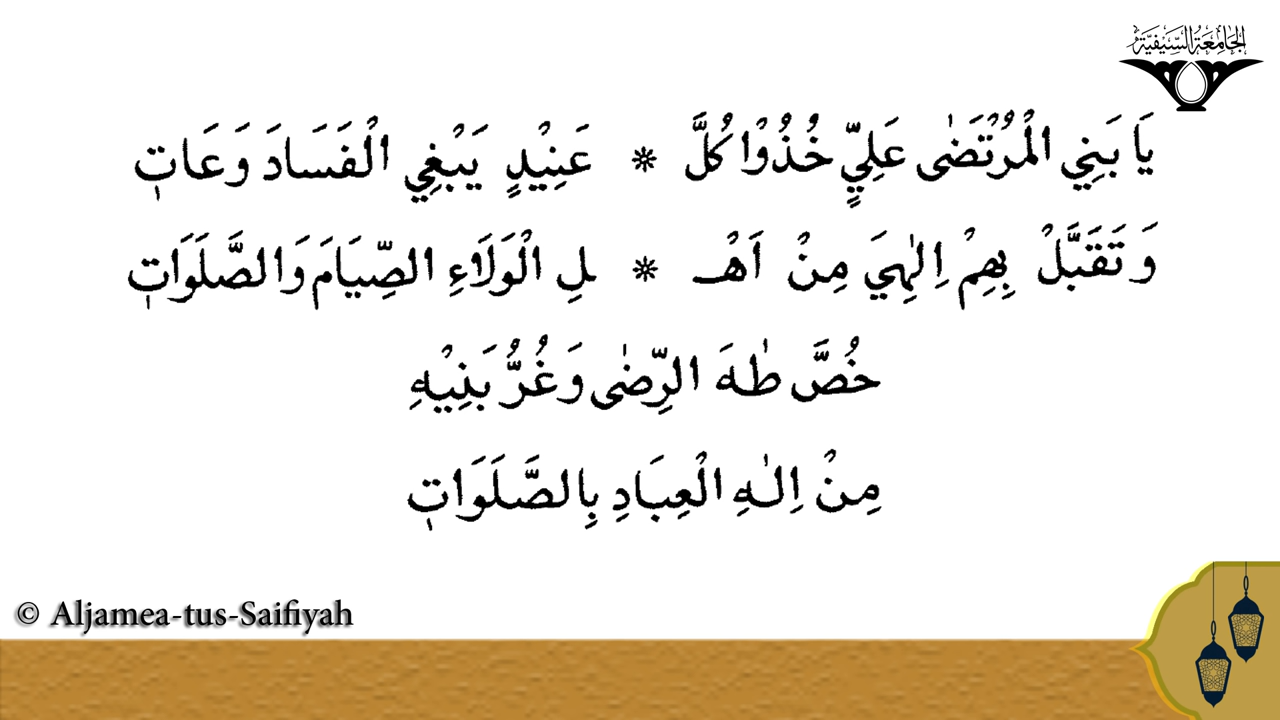 الجامعة السيفية
يَا بَنِي الْمُرْتَضٰى عَلِيٍّ خُذُوْا كُلَّ ❋ عَنِيْدٍ يَبْغِي الْفَسَادَ وَعَاتِ
وَتَقَبَّلْ بِهِمْ اِلٰهِيَ مِنْ اَهْـ ❋ ـلِ الْوَلَاءِ الصِّيَامَ وَالصَّلَوَاتِ
خُصَّ طٰهَ الرِّضٰى وَغُرُّ بَنِيْهِ
مِنْ اِلٰهِ الْعِبَادِ بِالصَّلَوَاتِ
© Aljamea-tus-Saifiyah